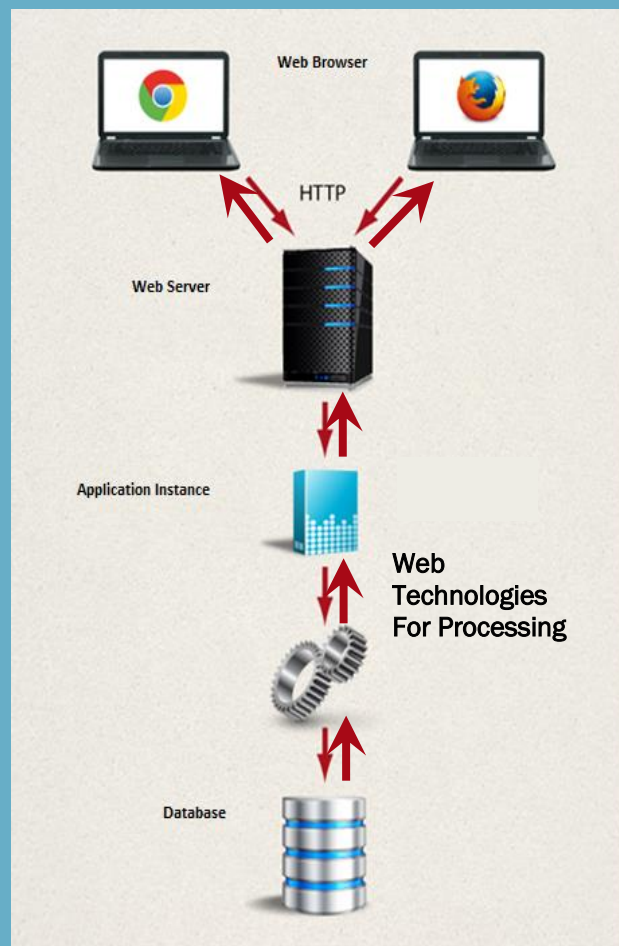 Web Browser
HTTP
Web Server
Application Instance
Web
Technologies
For Processing
Database